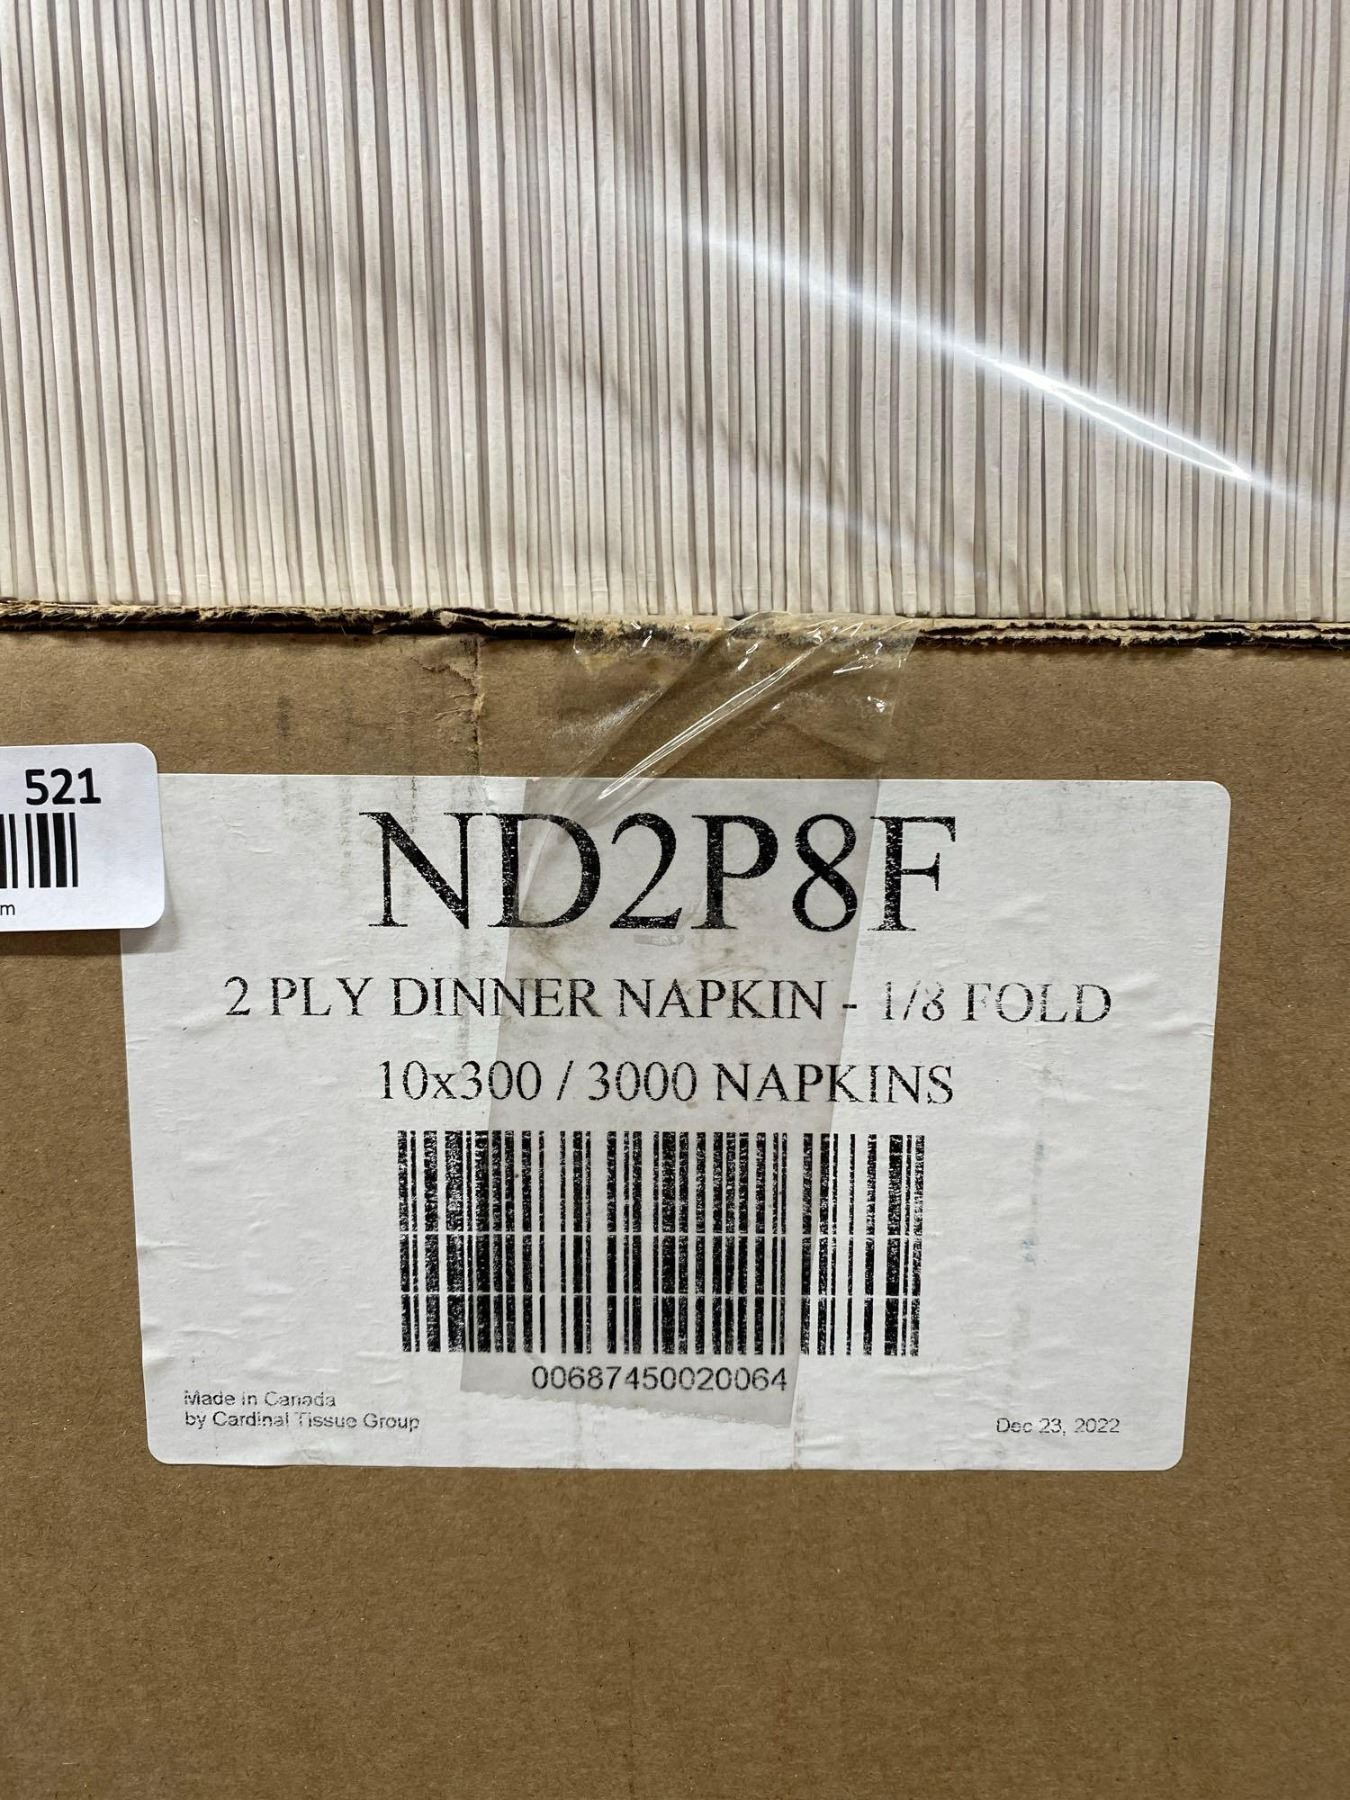 521
m
ND2P8F
2 PLY DINNER NAPKIN - 1/8 FOLD
10x300 / 3000 NAPKINS
00687450020064
Made in Canada
by Cardinal Tissue Group
Dec 23, 2022